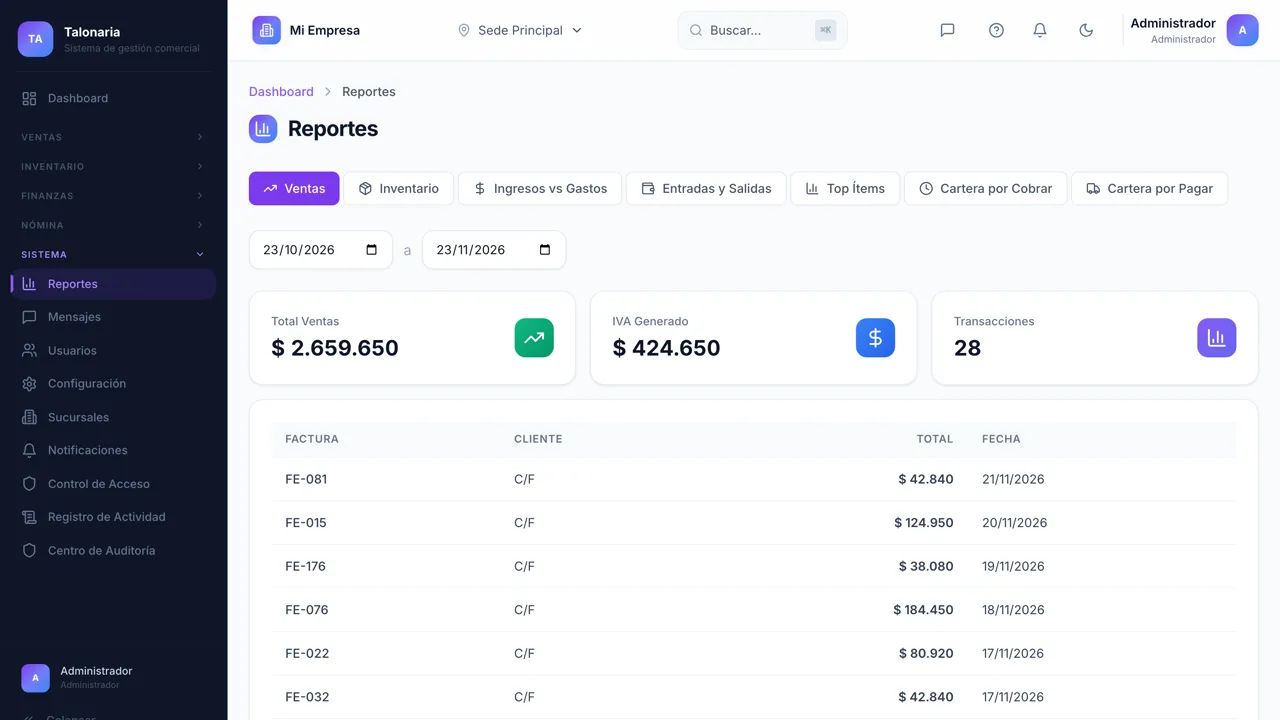 TA
Talonaria
Sistema de gestión comercial
Dashboard
VENTAS
INVENTARIO
FINANZAS
NÓMINA
SISTEMA
Reportes
Mensajes
Usuarios
Configuración
Sucursales
Notificaciones
Control de Acceso
Registro de Actividad
Centro de Auditoría
A
Administrador
Administrador
Mi Empresa
Sede Principal
Buscar...
⌘K
Administrador
Administrador
A
Dashboard > Reportes
Reportes
Ventas
Inventario
Ingresos vs Gastos
Entradas y Salidas
Top Ítems
Cartera por Cobrar
Cartera por Pagar
23/10/2026 a 23/11/2026
Total Ventas
$ 2.659.650
IVA Generado
$ 424.650
Transacciones
28
FACTURA CLIENTE TOTAL FECHA
FE-081 C/F $ 42.840 21/11/2026
FE-015 C/F $ 124.950 20/11/2026
FE-176 C/F $ 38.080 19/11/2026
FE-076 C/F $ 184.450 18/11/2026
FE-022 C/F $ 80.920 17/11/2026
FE-032 C/F $ 42.840 17/11/2026